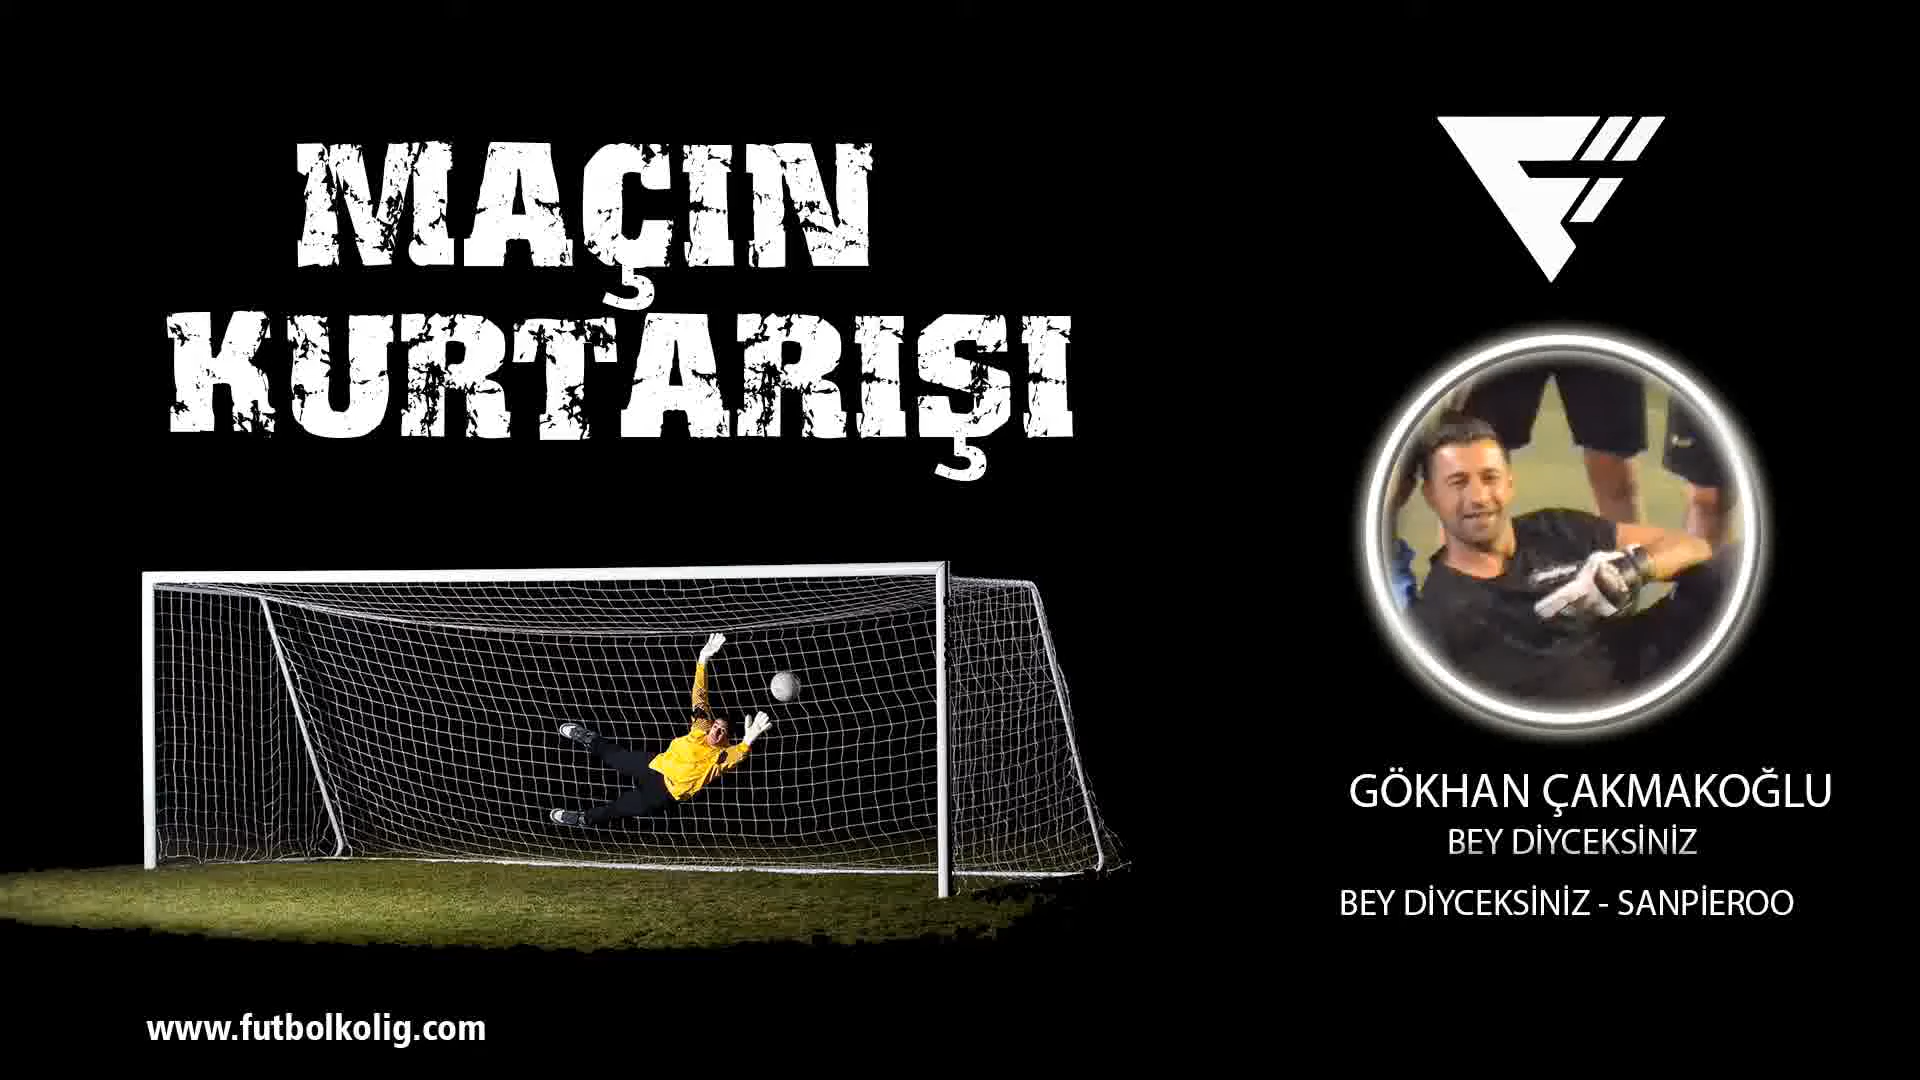 MAÇIN
KURTARIŞI
GÖKHAN ÇAKMAKOĞLU
BEY DİYCEKSİNİZ
BEY DİYCEKSİNİZ - SANPİEROO
www.futbolkolig.com